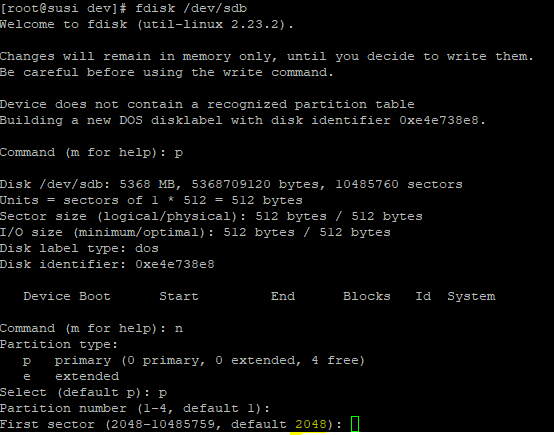 [root@susi dev]# fdisk /dev/sdb
Welcome to fdisk (util-linux 2.23.2).
Changes will remain in memory only, until you decide to write them.
Be careful before using the write command.
Device does not contain a recognized partition table
Building a new DOS disklabel with disk identifier 0xe4e738e8.
Command (m for help): p
Disk /dev/sdb: 5368 MB, 5368709120 bytes, 10485760 sectors
Units = sectors of 1 * 512 = 512 bytes
Sector size (logical/physical): 512 bytes / 512 bytes
I/O size (minimum/optimal): 512 bytes / 512 bytes
Disk label type: dos
Disk identifier: 0xe4e738e8
Device Boot Start End Blocks Id System
Command (m for help): n
Partition type:
p primary (0 primary, 0 extended, 4 free)
e extended
Select (default p): p
Partition number (1-4, default 1):
First sector (2048-10485759, default 2048):